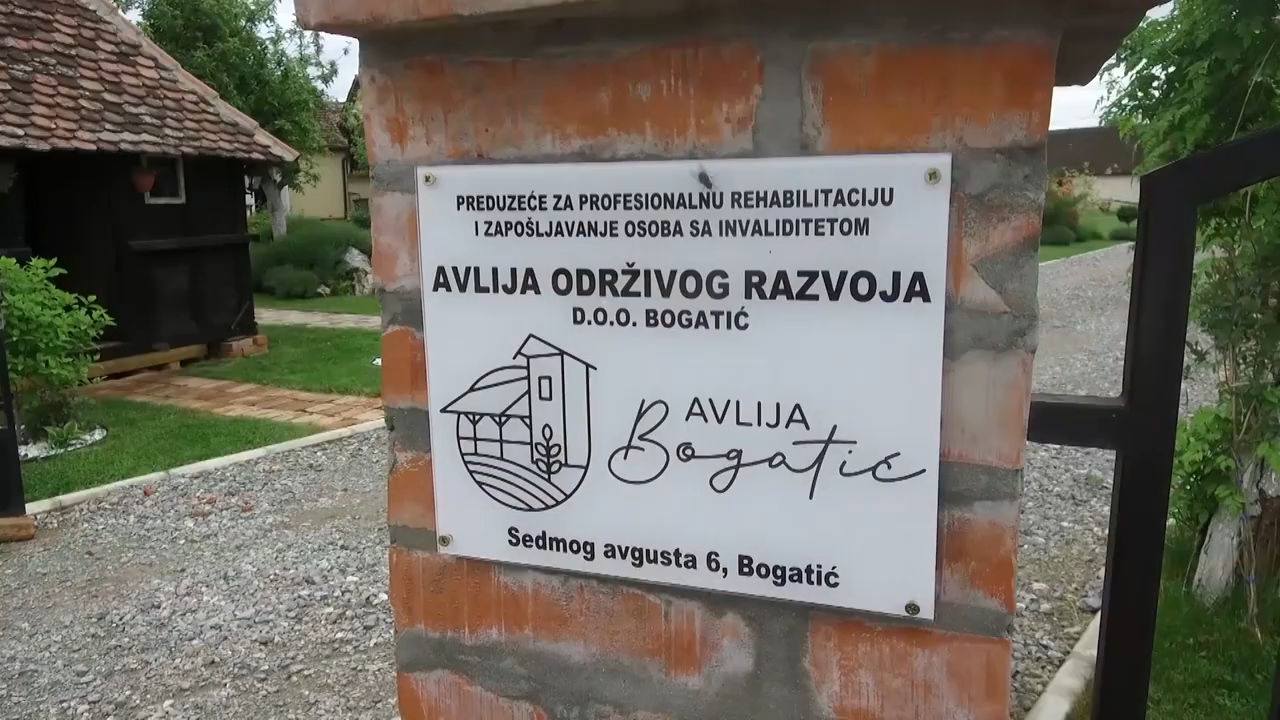 PREDUZEĆE ZA PROFESIONALNU REHABILITACIJU
I ZAPOŠLJAVANJE OSOBA SA INVALIDITETOM
AVLIJA ODRŽIVOG RAZVOJA
D.O.O. BOGATIĆ
AVLIJA
Bogatić
Sedmog avgusta 6, Bogatić